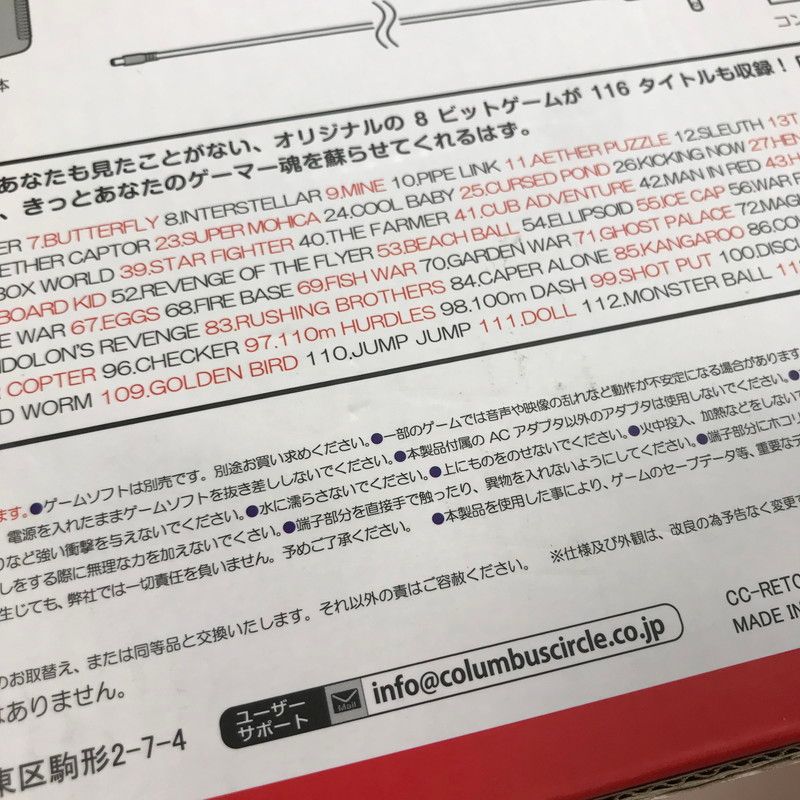 本
コン
あなたも見たことがない、オリジナルの 8 ビットゲームが 116 タイトルも収録！
、きっとあなたのゲーマー魂を蘇らせてくれるはず。
ER 7.BUTTERFLY 8.INTERSTELLAR 9.MINE 10.PIPE LINK 11.AETHER PUZZLE 12.SLEUTH 13.T
ETHER CAPTOR 23.SUPER MOHICA 24.COOL BABY 25.CURSED POND 26.KICKING NOW 27.HEN
BOX WORLD 39.STAR FIGHTER 40.THE FARMER 41.CUB ADVENTURE 42.MAN IN RED 43.H
BOARD KID 52.REVENGE OF THE FLYER 53.BEACH BALL 54.ELLIPSOID 55.ICE CAP 56.WAR F
E WAR 67.EGGS 68.FIRE BASE 69.FISH WAR 70.GARDEN WAR 71.GHOST PALACE 72.MAG
IDOLON'S REVENGE 83.RUSHING BROTHERS 84.CAPER ALONE 85.KANGAROO 86.CO
COPTER 96.CHECKER 97.110m HURDLES 98.100m DASH 99.SHOT PUT 100.DISCU
D WORM 109.GOLDEN BIRD 110.JUMP JUMP 111.DOLL 112.MONSTER BALL 11
ます。●ゲームソフトは別売です。別途お買い求めください。●一部のゲームでは音声や映像の乱れなど動作が不安定になる場合があります
電源を入れたままゲームソフトを抜き差ししないでください。●本製品付属の AC アダプタ以外のアダプタは使用しないでください。●
りなど強い衝撃を与えないでください。●水に濡らさないでください。●上にものをのせないでください。●火中投入、加熱などをしない
しをする際に無理な力を加えないでくさい。●端子部分を直接手で触ったり、異物を入れないようにしてください。●端子部分にホコリ
生じても、弊社では一切責任を負いません。予めご了承ください。 ●本製品を使用した事により、ゲームのセーブデータ等、重要なデ
のお取替え、または同等品と交換いたします。それ以外の責はご容赦ください。 ※仕様及び外観は、改良の為予告なく変更
はありません。
CC-RETC
MADE IN
ユーザー
サポート
Mail
info@columbuscircle.co.jp
東区駒形2-7-4